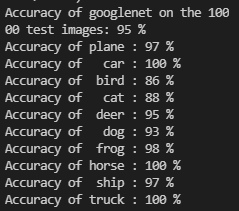 Accuracy of googlenet on the 100
00 test images: 95 %
Accuracy of plane : 97 %
Accuracy of   car : 100 %
Accuracy of  bird : 86 %
Accuracy of   cat : 88 %
Accuracy of  deer : 95 %
Accuracy of   dog : 93 %
Accuracy of  frog : 98 %
Accuracy of horse : 100 %
Accuracy of  ship : 97 %
Accuracy of truck : 100 %